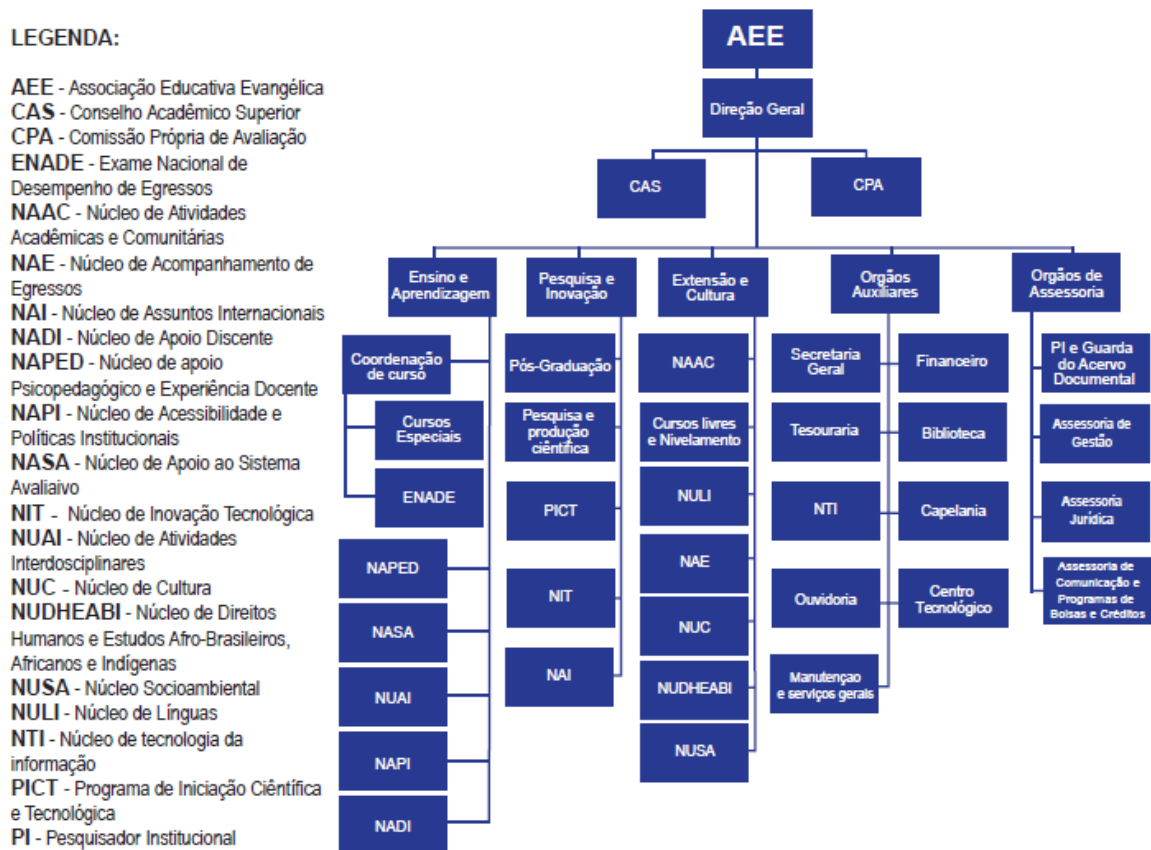 LEGENDA:
AEE - Associação Educativa Evangélica
CAS - Conselho Acadêmico Superior
CPA - Comissão Própria de Avaliação
ENADE - Exame Nacional de
Desempenho de Egressos
NAAC - Núcleo de Atividades
Acadêmicas e Comunitárias
NAE - Núcleo de Acompanhamento de
Egressos
NAI - Núcleo de Assuntos Internacionais
NADI - Núcleo de Apoio Discente
NAPED - Núcleo de apoio
Psicopedagógico e Experiência Docente
NAPI - Núcleo de Acessibilidade e
Políticas Institucionais
NASA - Núcleo de Apoio ao Sistema
Avaliaivo
NIT - Núcleo de Inovação Tecnológica
NUAI - Núcleo de Atividades
Interdosciplinares
NUC - Núcleo de Cultura
NUDHEABI - Núcleo de Direitos
Humanos e Estudos Afro-Brasileiros,
Africanos e Indígenas
NUSA - Núcleo Socioambiental
NULI - Núcleo de Línguas
NTI - Núcleo de tecnologia da
informação
PICT - Programa de Iniciação Ciêntífica
e Tecnológica
PI - Pesquisador Institucional
AEE
Direção Geral
CAS
CPA
Ensino e
Aprendizagem
Coordenação
de curso
Cursos
Especiais
ENADE
NAPED
NASA
NUAI
NAPI
NADI
Pesquisa e
Inovação
Pós-Graduação
Pesquisa e
produção
ciêntífica
PICT
NIT
NAI
Extensão e
Cultura
NAAC
Cursos livres
e Nivelamento
NULI
NAE
NUC
NUDHEABI
NUSA
Orgãos
Auxiliares
Secretaria
Geral
Financeiro
Tesouraria
Biblioteca
NTI
Capelania
Ouvidoria
Centro
Tecnológico
Manutençao
e serviços gerais
Orgãos de
Assessoria
PI e Guarda
do Acervo
Documental
Assessoria de
Gestão
Assessoria
Jurídica
Assessoria de
Comunicação e
Programas de
Bolsas e Créditos